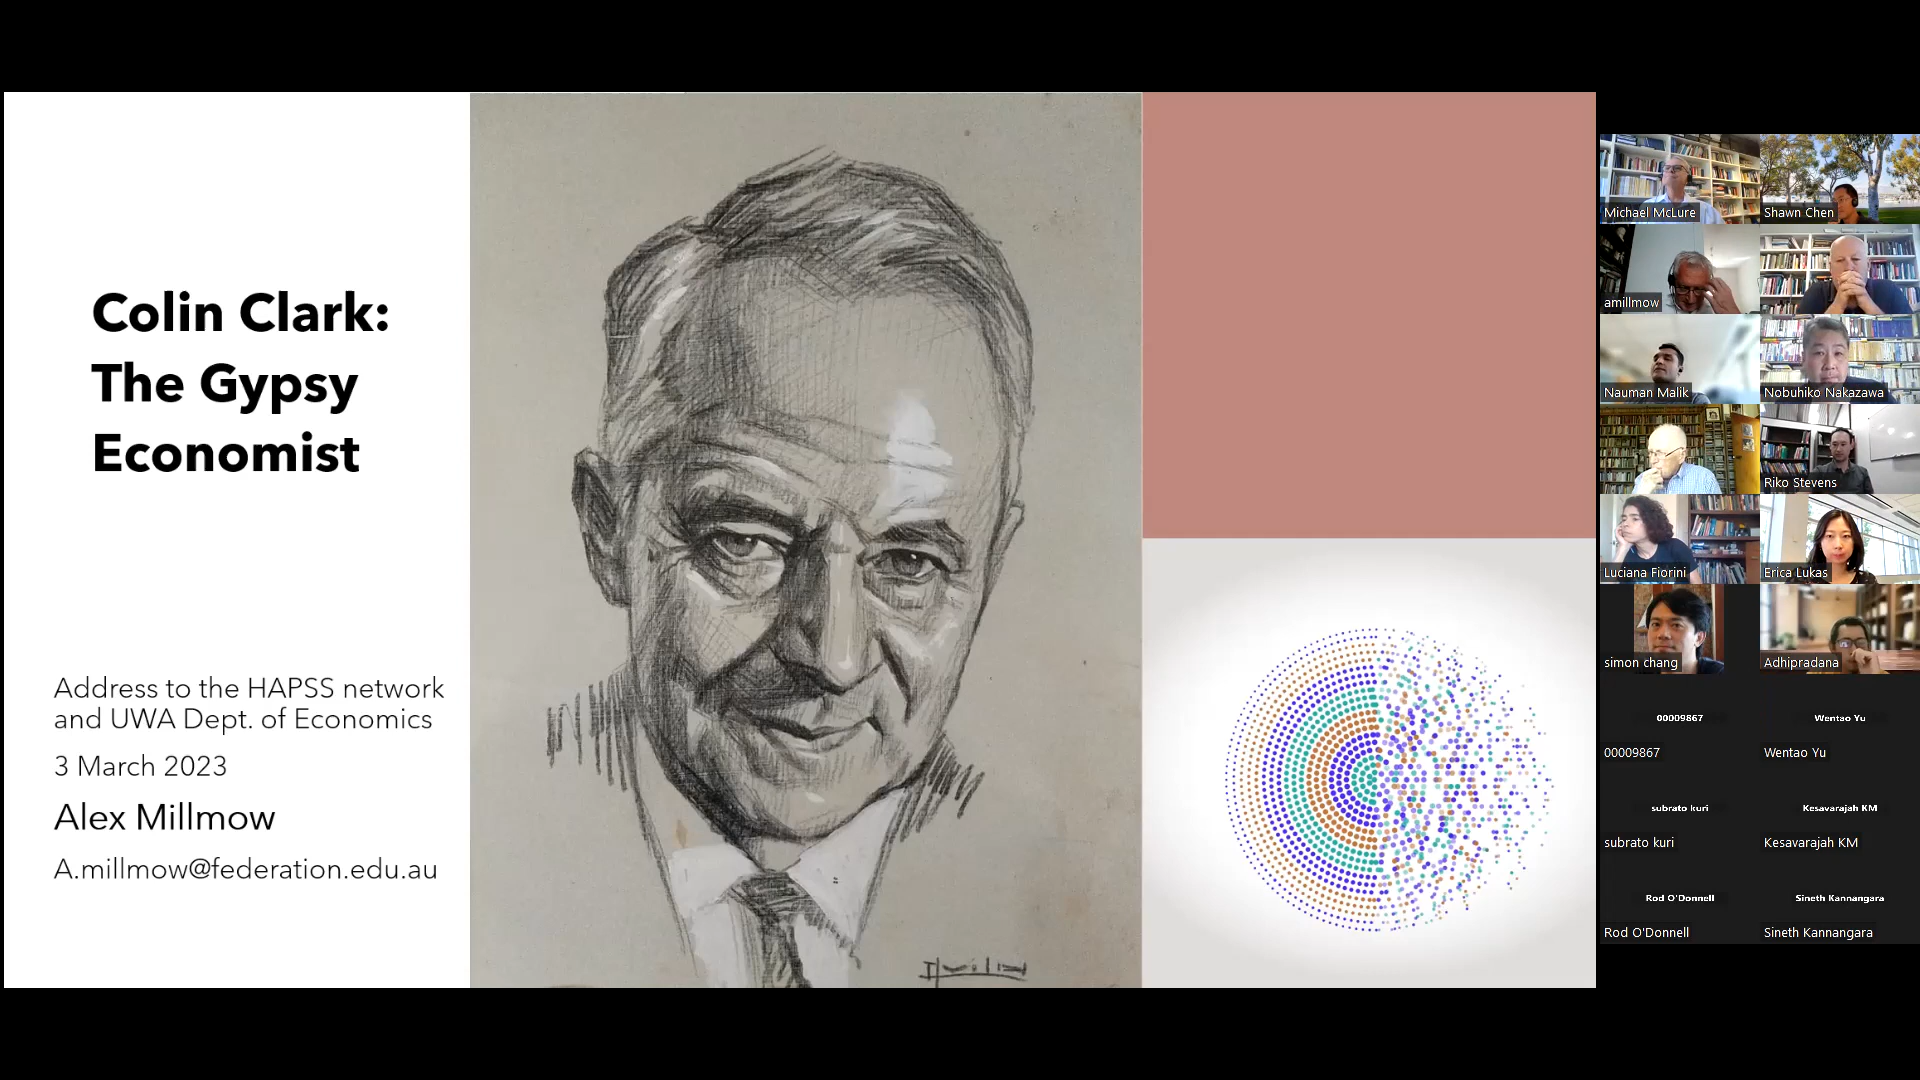 Colin Clark:
The Gypsy
Economist
Address to the HAPSS network
and UWA Dept. of Economics
3 March 2023
Alex Millmow
A.millmow@federation.edu.au
Michael McLure
Shawn Chen
amillmow
Nauman Malik
Nobuhiko Nakazawa
Riko Stevens
Luciana Fiorini
Erica Lukas
simon chang
Adhipradana
00009867
Wentao Yu
00009867
Wentao Yu
subrato kuri
Kesavarajah KM
subrato kuri
Kesavarajah KM
Rod O'Donnell
Sineth Kannangara
Rod O'Donnell
Sineth Kannangara